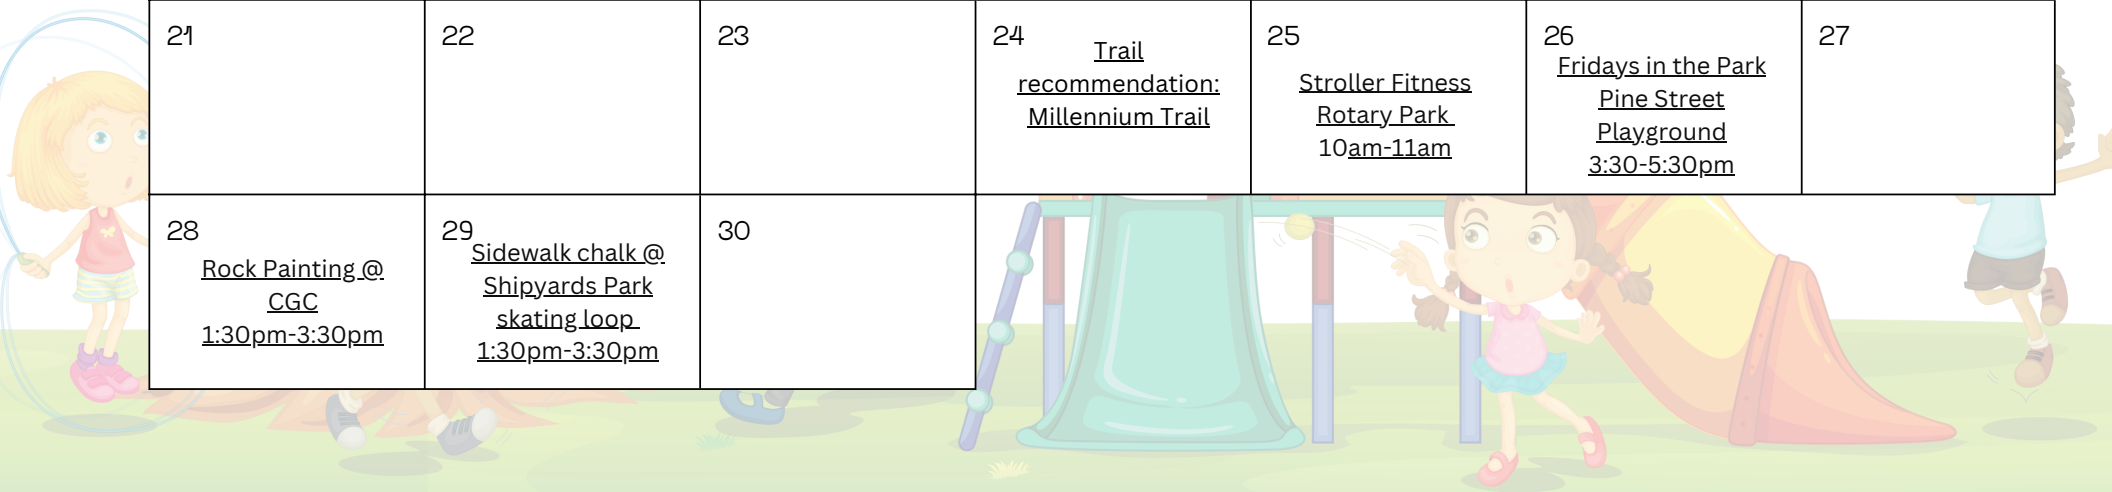 21
22
23
24
Trail
recommendation:
Millennium Trail
25
Stroller Fitness
Rotary Park
10am-11am
26
Fridays in the Park
Pine Street
Playground
3:30-5:30pm
27
28
Rock Painting @
CGC
1:30pm-3:30pm
29
Sidewalk chalk @
Shipyards Park
skating loop
1:30pm-3:30pm
30